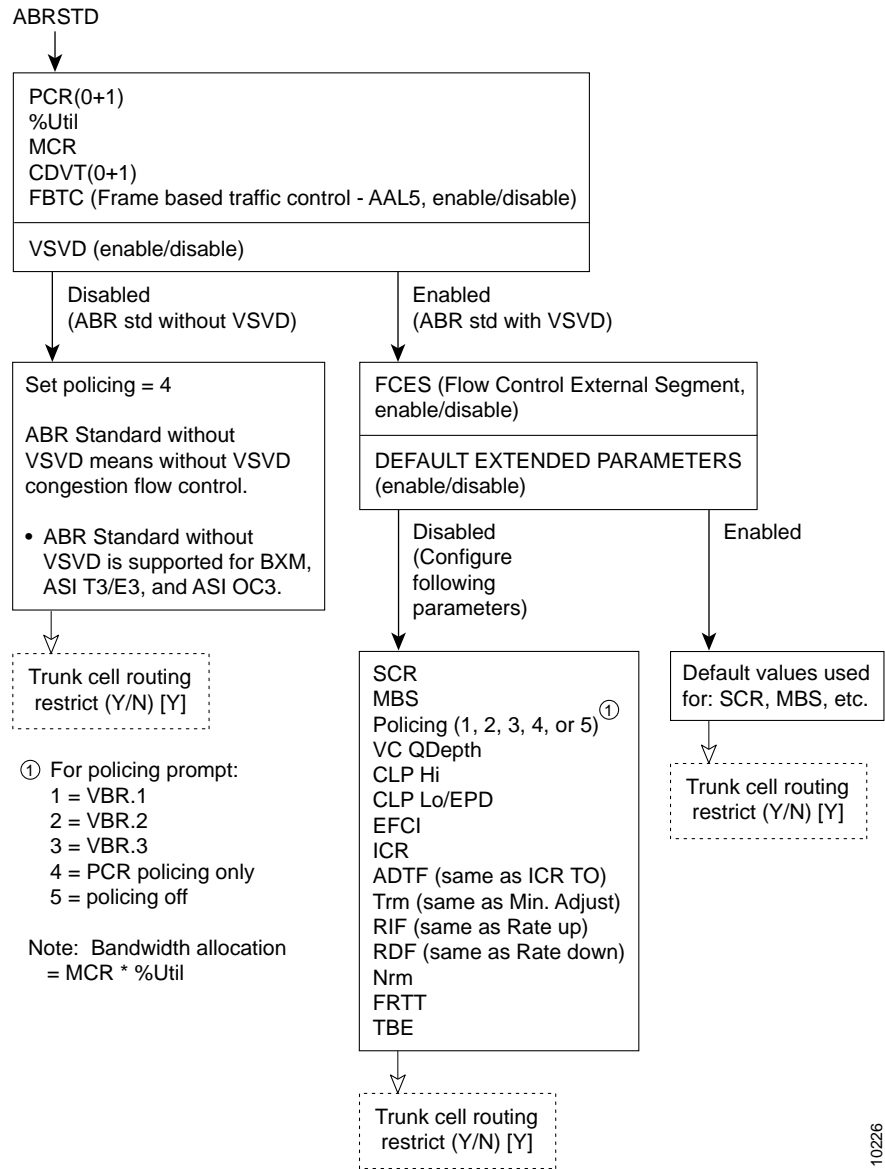 ABRSTD
PCR(0+1)
%Util
MCR
CDVT(0+1)
FBTC (Frame based traffic control - AAL5, enable/disable)
VSVD (enable/disable)
Disabled
(ABR std without VSVD)
Enabled
(ABR std with VSVD)
Set policing = 4
ABR Standard without
VSVD means without VSVD
congestion flow control.
• ABR Standard without
VSVD is supported for BXM,
ASI T3/E3, and ASI OC3.
FCES (Flow Control External Segment,
enable/disable)
DEFAULT EXTENDED PARAMETERS
(enable/disable)
Disabled
(Configure
following
parameters)
Enabled
Trunk cell routing
restrict (Y/N) [Y]
SCR
MBS
Policing (1, 2, 3, 4, or 5) ①
VC QDepth
CLP Hi
CLP Lo/EPD
EFCI
ICR
ADTF (same as ICR TO)
Trm (same as Min. Adjust)
RIF (same as Rate up)
RDF (same as Rate down)
Nrm
FRTT
TBE
Default values used
for: SCR, MBS, etc.
Trunk cell routing
restrict (Y/N) [Y]
① For policing prompt:
1 = VBR.1
2 = VBR.2
3 = VBR.3
4 = PCR policing only
5 = policing off
Note: Bandwidth allocation
= MCR * %Util
Trunk cell routing
restrict (Y/N) [Y]
10226